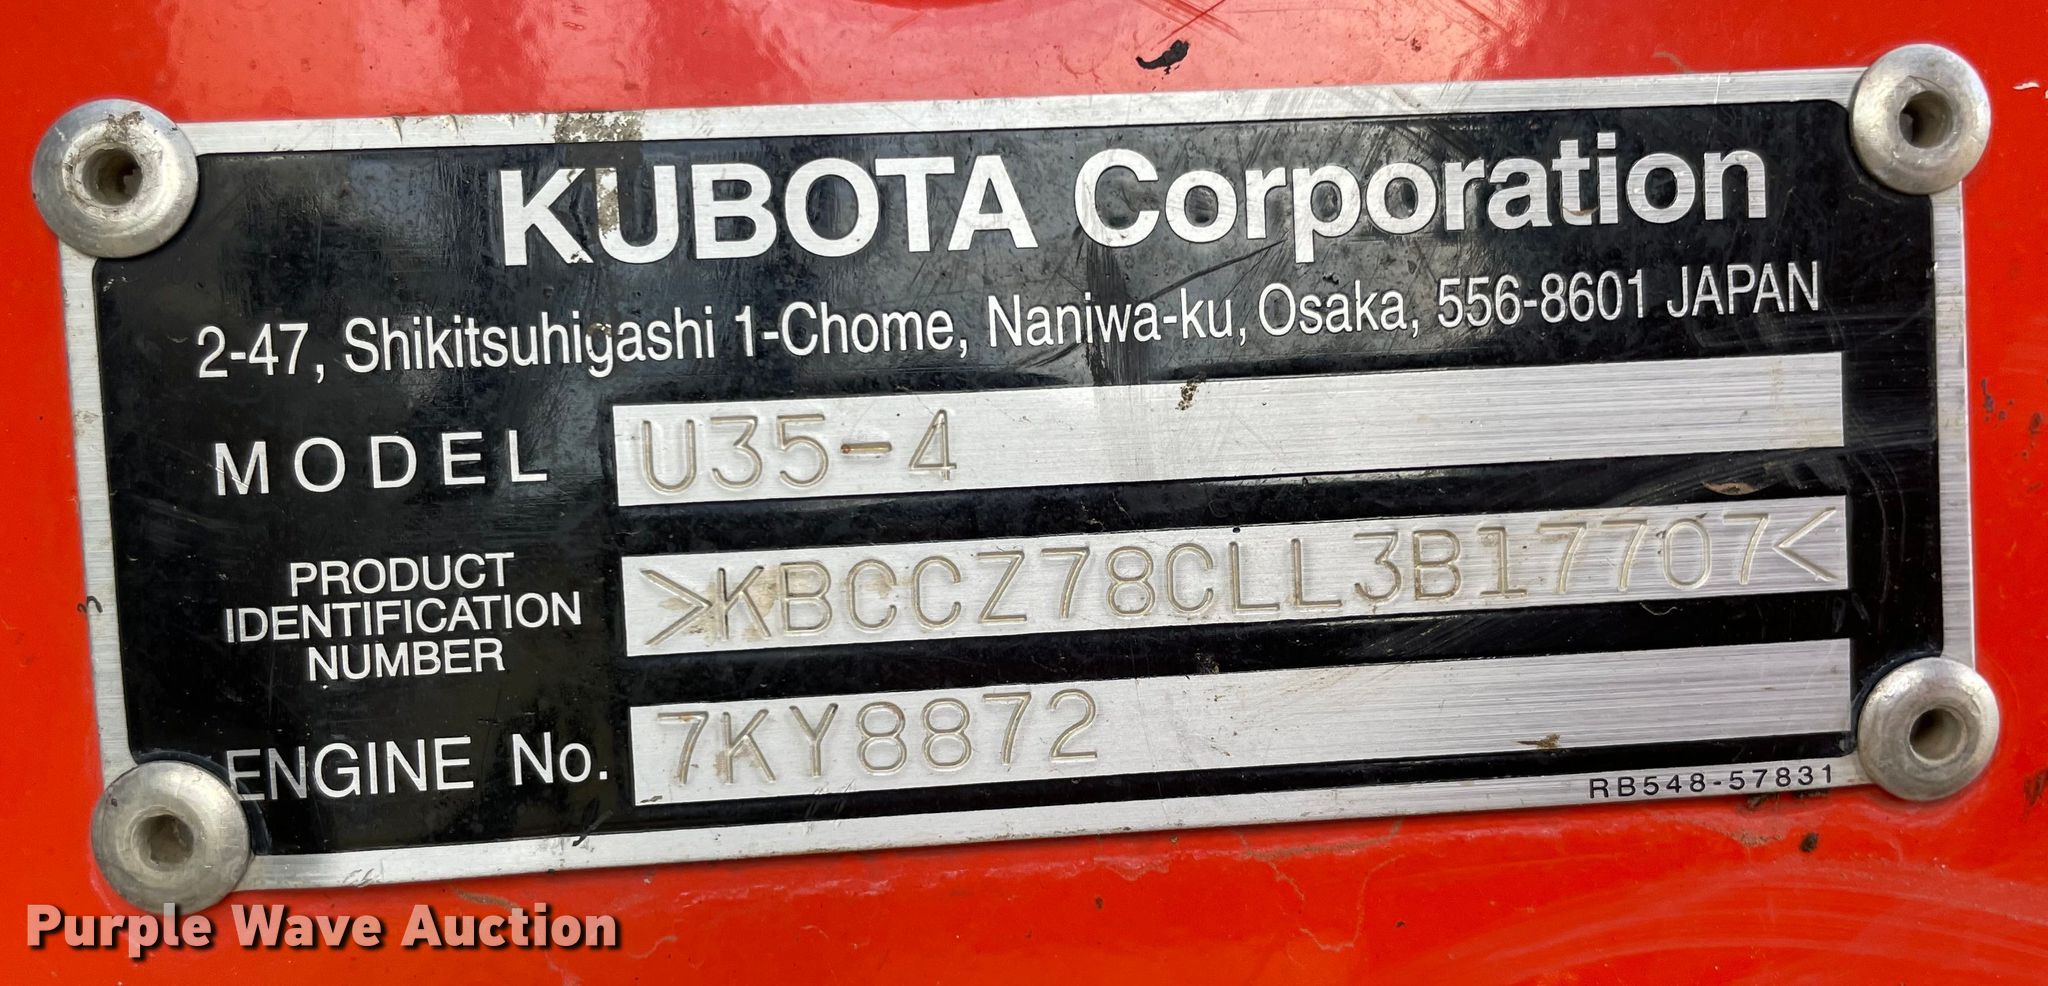 KUBOTA Corporation
2-47, Shikitsuhigashi 1-Chome, Naniwa-ku, Osaka, 556-8601 JAPAN
MODEL U35-4
PRODUCT
IDENTIFICATION
NUMBER
>KBCCZ78CLL3B17707<
ENGINE No. 7KY8872
RB548-57831
Purple Wave Auction